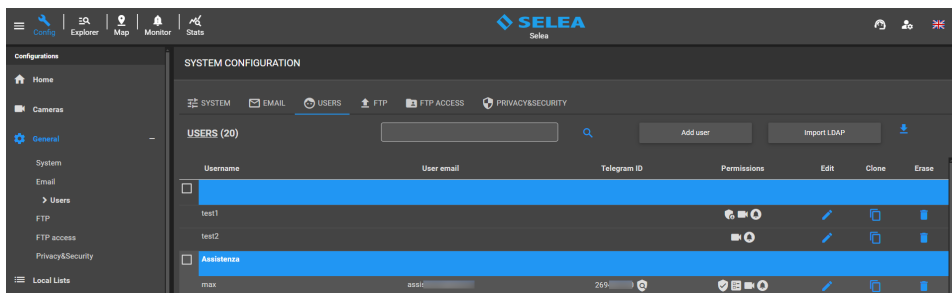 Config Explorer Map Monitor Stats SELEA
Selea
Configurations
SYSTEM CONFIGURATION
Home
SYSTEM EMAIL USERS FTP FTP ACCESS PRIVACY&SECURITY
Cameras
USERS (20) Add user Import LDAP
General
System
Username User email Telegram ID Permissions Edit Clone Erase
Email
> Users
test1
FTP
FTP access
test2
Privacy&Security
Assistenza
Local Lists
max